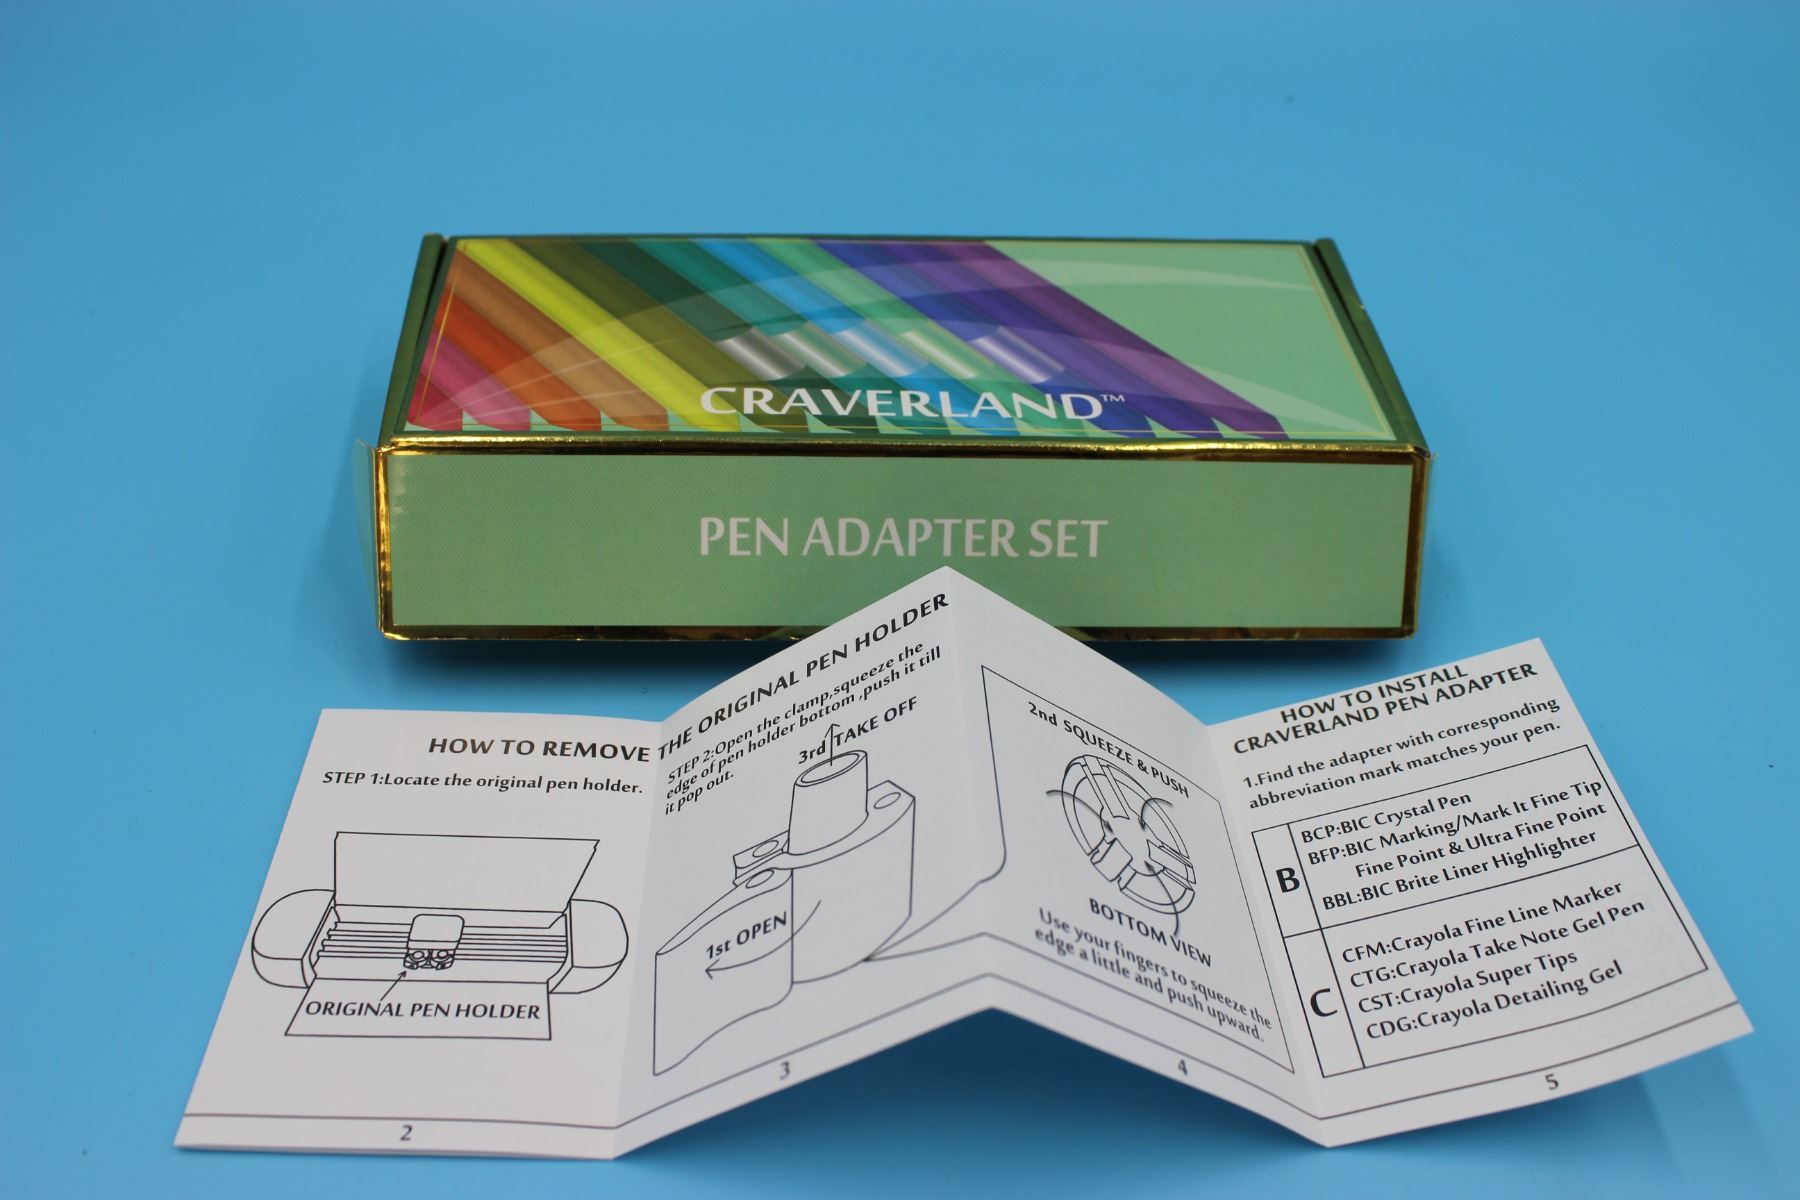 CRAVERLAND™
PEN ADAPTER SET
HOW TO REMOVE THE ORIGINAL PEN HOLDER
STEP 1:Locate the original pen holder.
ORIGINAL PEN HOLDER
2
STEP 2:Open the clamp,squeeze the
edge of pen holder bottom ,push it till
it pop out.
3rd TAKE OFF
1st OPEN
3
2nd SQUEEZE & PUSH
BOTTOM VIEW
Use your fingers to squeeze the
edge a little and push upward.
4
HOW TO INSTALL
CRAVERLAND PEN ADAPTER
1.Find the adapter with corresponding
abbreviation mark matches your pen.
B
BCP:BIC Crystal Pen
BFP:BIC Marking/Mark It Fine Tip
Fine Point & Ultra Fine Point
BBL:BIC Brite Liner Highlighter
C
CFM:Crayola Fine Line Marker
CTG:Crayola Take Note Gel Pen
CST:Crayola Super Tips
CDG:Crayola Detailing Gel
5